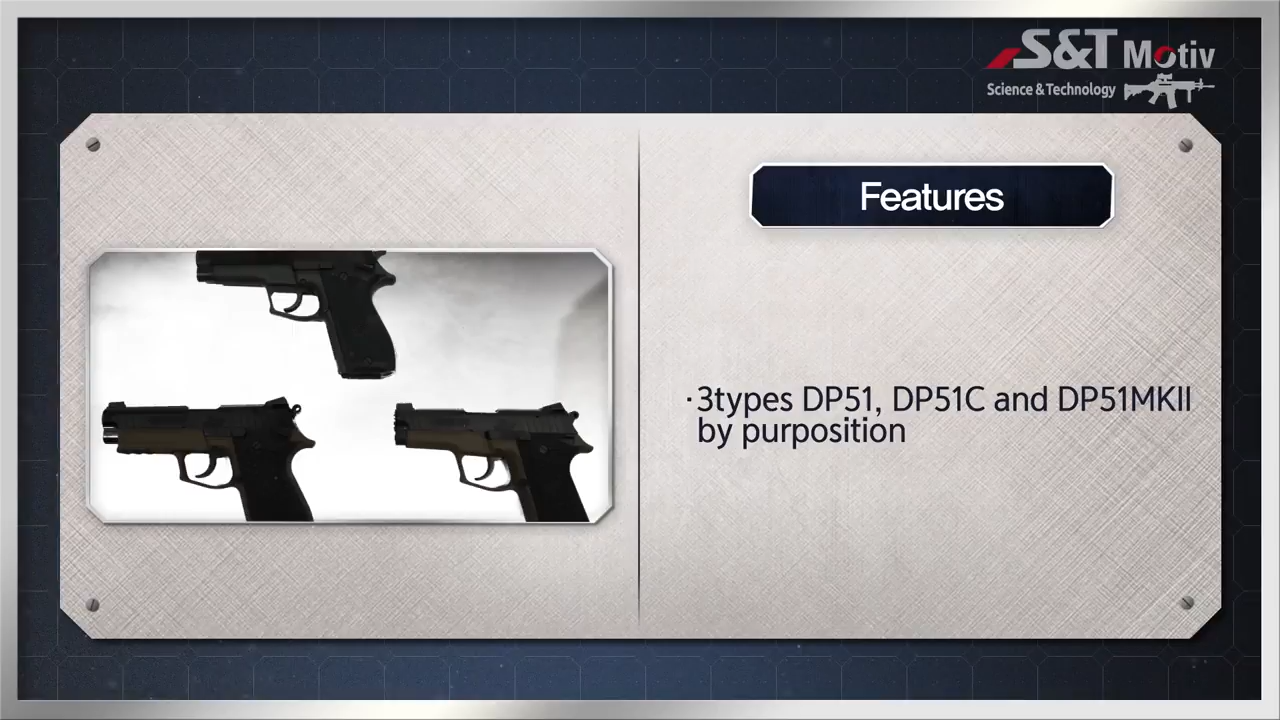 S&T Motiv
Science & Technology
Features
·3types DP51, DP51C and DP51MKII
by purposition